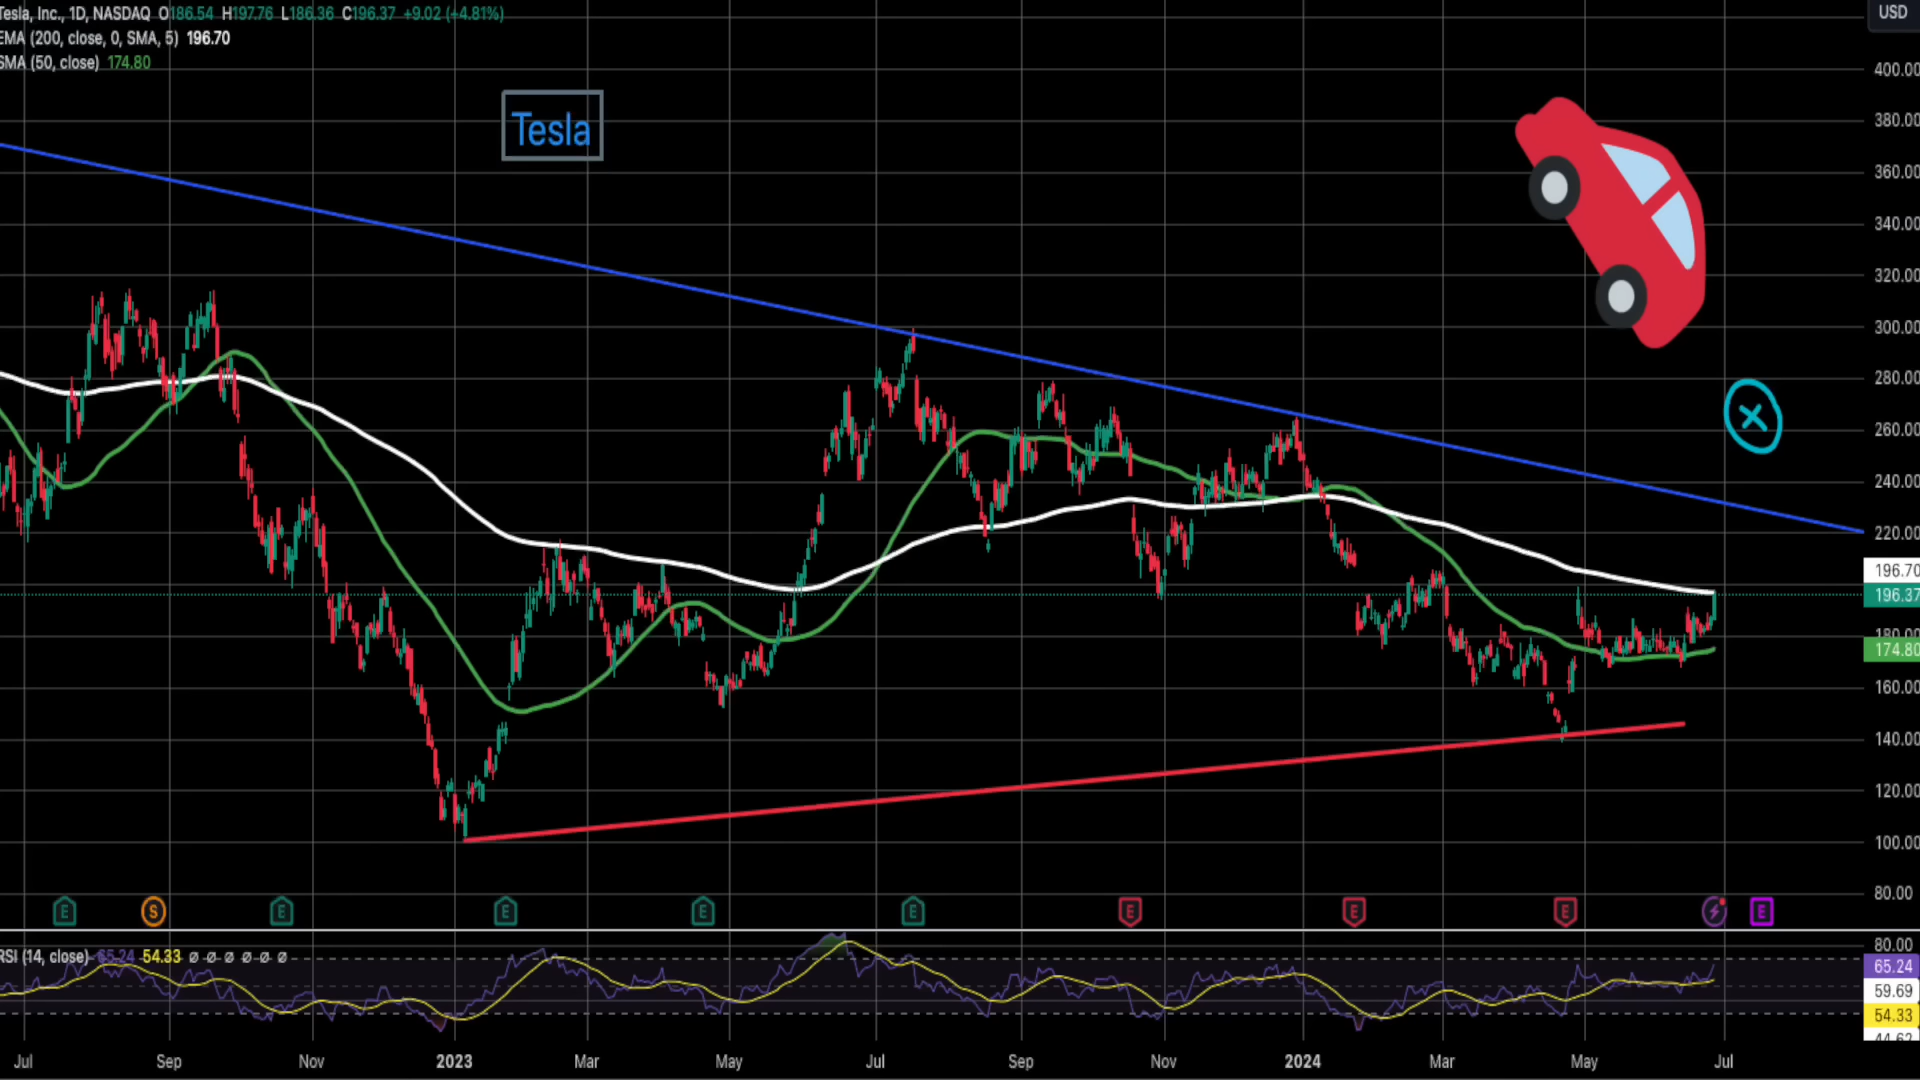 Tesla, Inc., 1D, NASDAQ O186.54 H197.76 L186.36 C196.37 +9.02 (+4.81%)
USD
EMA (200, close, 0, SMA, 5) 196.70
SMA (50, close) 174.80
Tesla
400.00
380.00
360.00
340.00
320.00
300.00
280.00
260.00
240.00
220.00
196.70
196.37
180.00
174.80
160.00
140.00
120.00
100.00
80.00
E S E E E E E E E E
RSI (14, close) 65.24 54.33 ∅ ∅ ∅ ∅ ∅ ∅
80.00
65.24
59.69
54.33
Jul Sep Nov 2023 Mar May Jul Sep Nov 2024 Mar May Jul